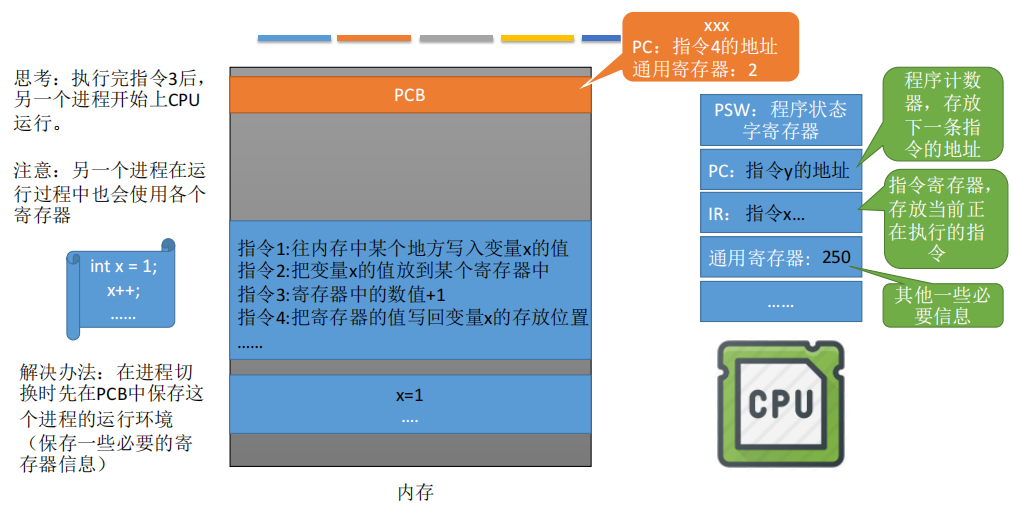 思考：执行完指令3后，
另一个进程开始上CPU
运行。
注意：另一个进程在运
行过程中也会使用各个
寄存器
int x = 1;
x++;
……
解决办法：在进程切
换时先在PCB中保存这
个进程的运行环境
（保存一些必要的寄
存器信息）
PCB
指令1:往内存中某个地方写入变量x的值
指令2:把变量x的值放到某个寄存器中
指令3:寄存器中的数值+1
指令4:把寄存器的值写回变量x的存放位置
……
x=1
....
内存
xxx
PC：指令4的地址
通用寄存器：2
PSW：程序状态
字寄存器
PC：指令y的地址
IR：指令x…
通用寄存器：250
……
程序计数
器，存放
下一条指
令的地址
指令寄存器，
存放当前正
在执行的指
令
其他一些必
要信息
CPU